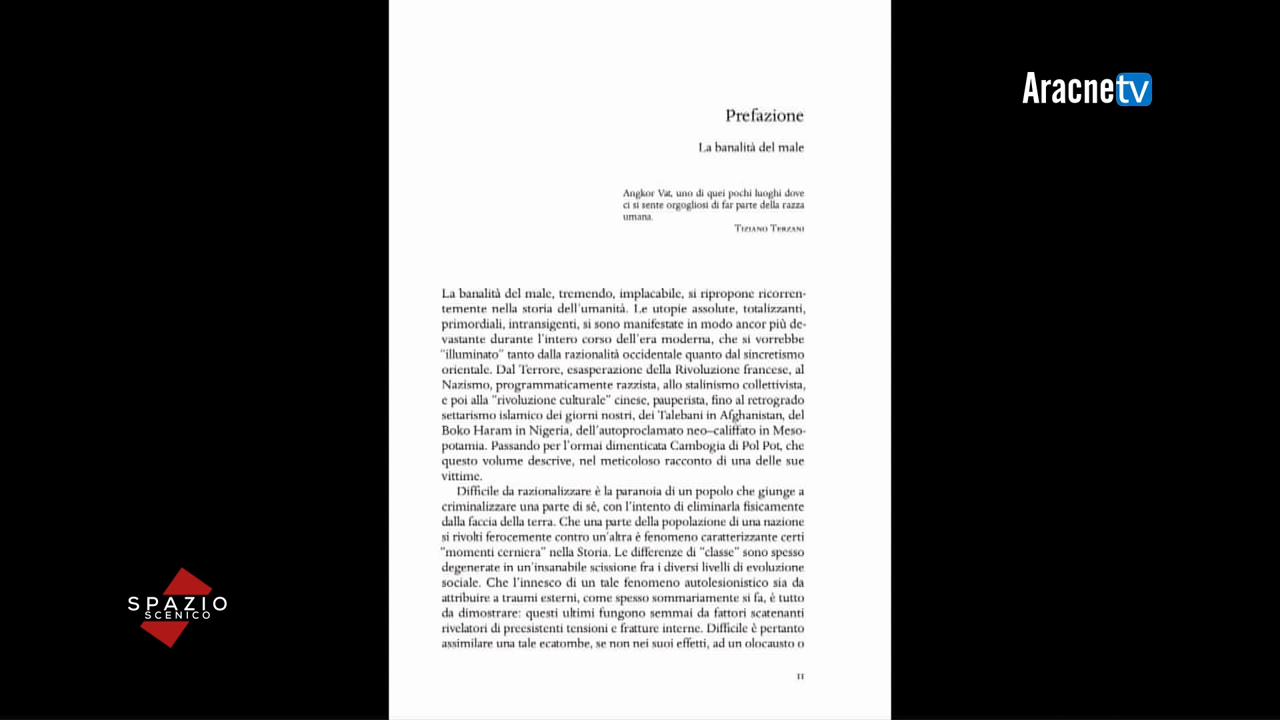 Aracnetv
Prefazione
La banalità del male
Angkor Vat, uno di quei pochi luoghi dove
ci si sente orgogliosi di far parte della razza
umana.
Tiziano Terzani
La banalità del male, tremendo, implacabile, si ripropone ricorren-
temente nella storia dell'umanità. Le utopie assolute, totalizzanti,
primordiali, intransigenti, si sono manifestate in modo ancor più de-
vastante durante l'intero corso dell'era moderna, che si vorrebbe
"illuminato" tanto dalla razionalità occidentale quanto dal sincretismo
orientale. Dal Terrore, esasperazione della Rivoluzione francese, al
Nazismo, programmaticamente razzista, allo stalinismo collettivista,
e poi alla "rivoluzione culturale" cinese, pauperista, fino al retrogrado
settarismo islamico dei giorni nostri, dei Talebani in Afghanistan, del
Boko Haram in Nigeria, dell'autoproclamato neo–califfato in Meso-
potamia. Passando per l'ormai dimenticata Cambogia di Pol Pot, che
questo volume descrive, nel meticoloso racconto di una delle sue
vittime.
Difficile da razionalizzare è la paranoia di un popolo che giunge a
criminalizzare una parte di sé, con l'intento di eliminarla fisicamente
dalla faccia della terra. Che una parte della popolazione di una nazione
si rivolti ferocemente contro un'altra è fenomeno caratterizzante certi
"momenti cerniera" nella Storia. Le differenze di "classe" sono spesso
degenerate in un'insanabile scissione fra i diversi livelli di evoluzione
sociale. Che l'innesco di un tale fenomeno autolesionistico sia da
attribuire a traumi esterni, come spesso sommariamente si fa, è tutto
da dimostrare: questi ultimi fungono semmai da fattori scatenanti
rivelatori di preesistenti tensioni e fratture interne. Difficile è pertanto
assimilare una tale ecatombe, se non nei suoi effetti, ad un olocausto o
11
SPAZIO
SCENICO